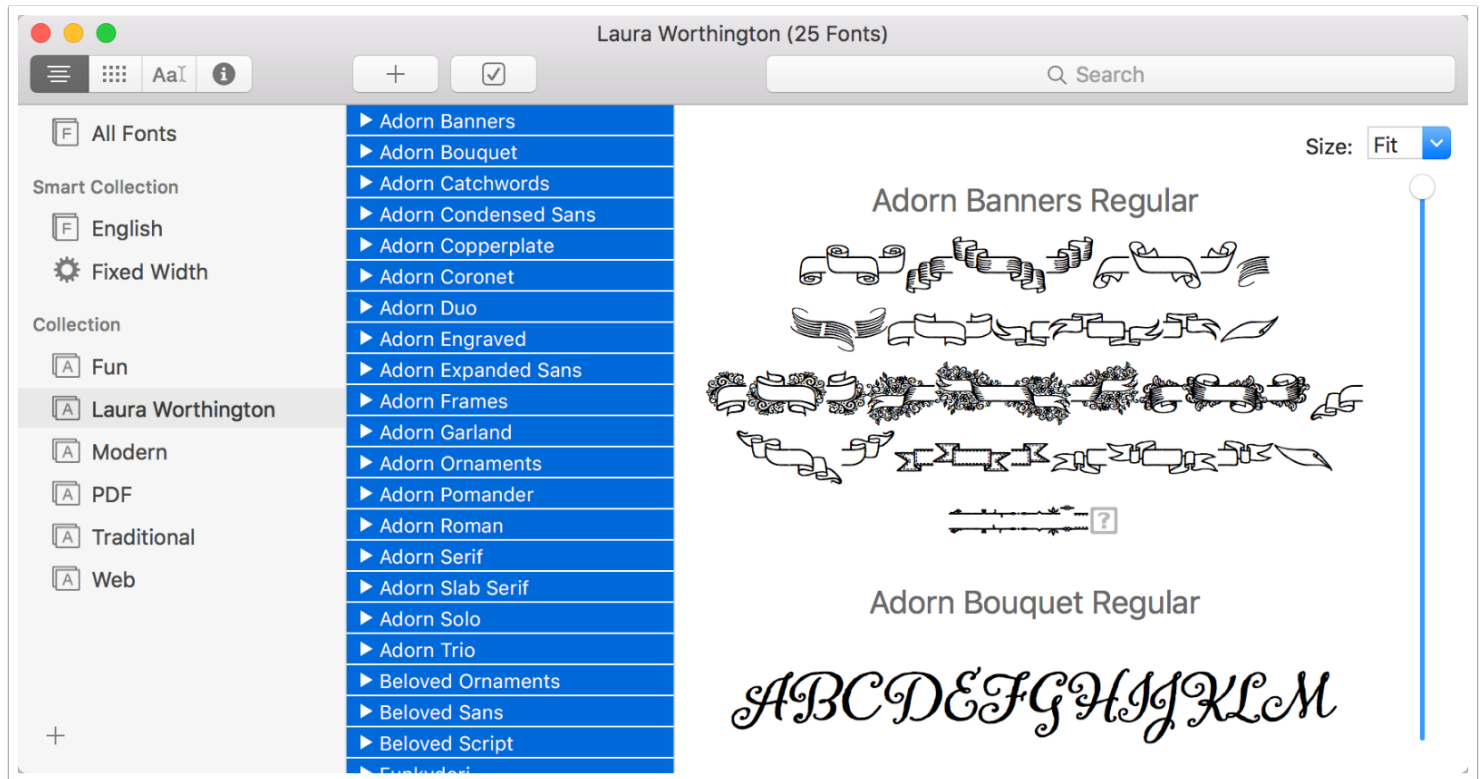 Laura Worthington (25 Fonts)
Aa
Search
All Fonts
Smart Collection
English
Fixed Width
Collection
Fun
Laura Worthington
Modern
PDF
Traditional
Web
Adorn Banners
Adorn Bouquet
Adorn Catchwords
Adorn Condensed Sans
Adorn Copperplate
Adorn Coronet
Adorn Duo
Adorn Engraved
Adorn Expanded Sans
Adorn Frames
Adorn Garland
Adorn Ornaments
Adorn Pomander
Adorn Roman
Adorn Serif
Adorn Slab Serif
Adorn Solo
Adorn Trio
Beloved Ornaments
Beloved Sans
Beloved Script
Size: Fit
Adorn Banners Regular
?
Adorn Bouquet Regular
ABCDEFGHIJKLM